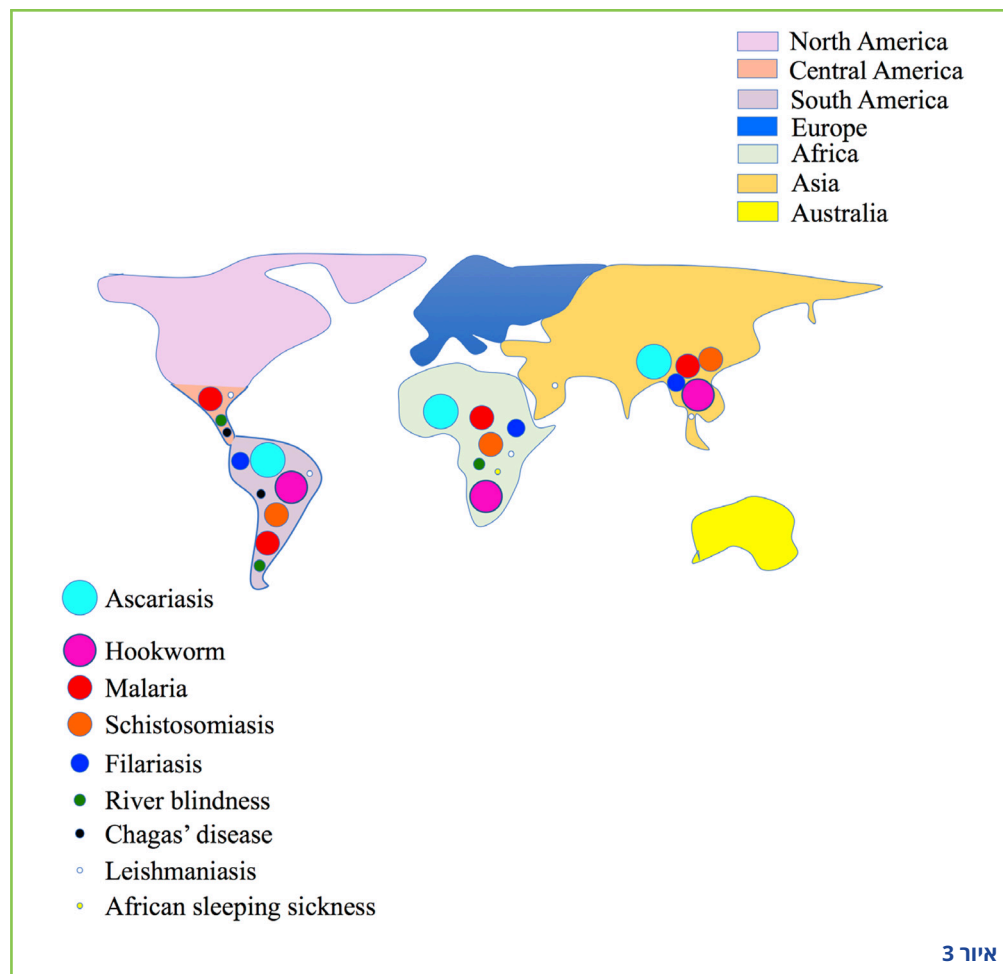 North America
Central America
South America
Europe
Africa
Asia
Australia
Ascariasis
Hookworm
Malaria
Schistosomiasis
Filariasis
River blindness
Chagas’ disease
Leishmaniasis
African sleeping sickness
איור 3